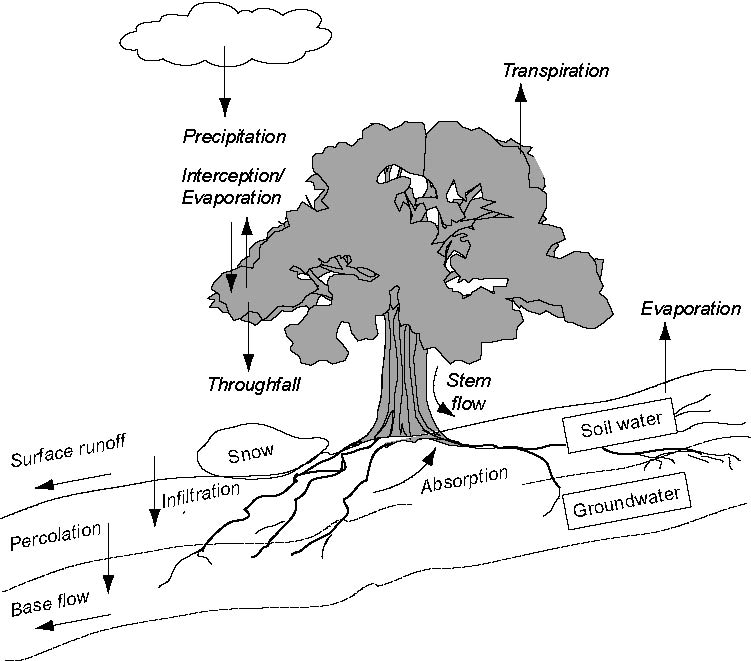 Transpiration
Precipitation
Interception/
Evaporation
Evaporation
Throughfall
Stem
flow
Soil water
Surface runoff
Snow
Absorption
Infiltration
Groundwater
Percolation
Base flow